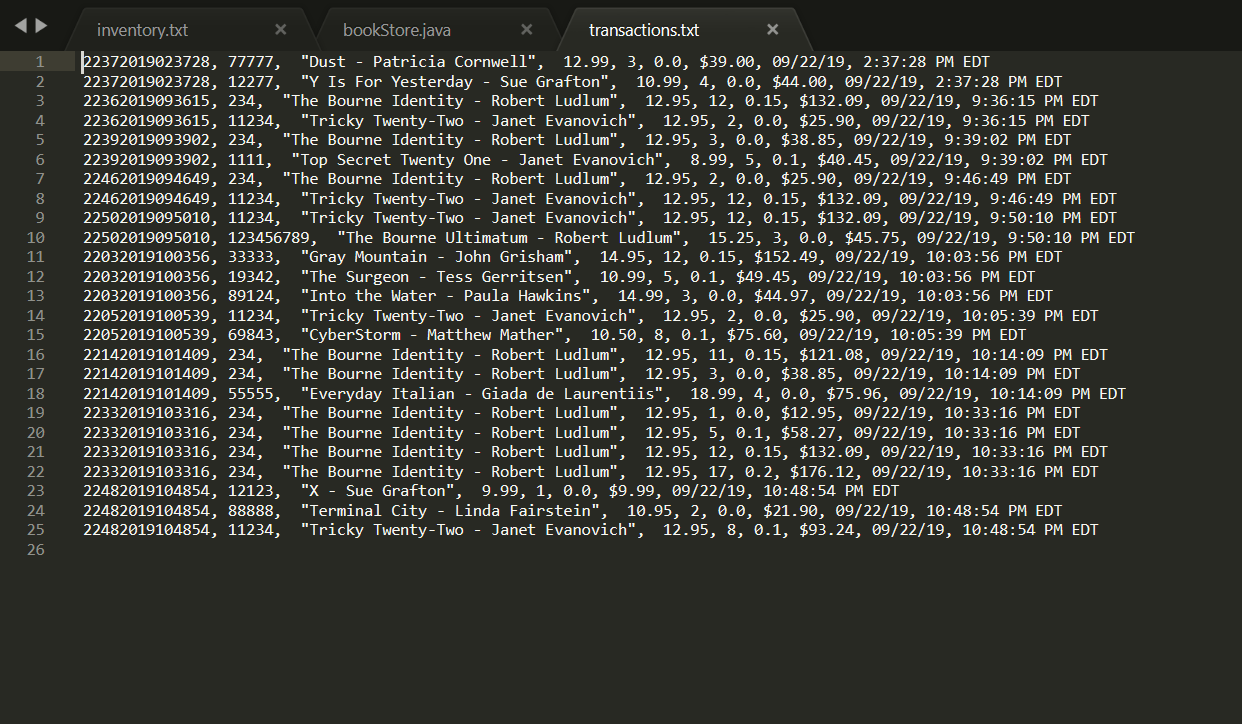 inventory.txt × bookStore.java × transactions.txt ×
1 22372019023728, 77777,  "Dust - Patricia Cornwell",  12.99, 3, 0.0, $39.00, 09/22/19, 2:37:28 PM EDT
2 22372019023728, 12277,  "Y Is For Yesterday - Sue Grafton",  10.99, 4, 0.0, $44.00, 09/22/19, 2:37:28 PM EDT
3 22362019093615, 234,  "The Bourne Identity - Robert Ludlum",  12.95, 12, 0.15, $132.09, 09/22/19, 9:36:15 PM EDT
4 22362019093615, 11234,  "Tricky Twenty-Two - Janet Evanovich",  12.95, 2, 0.0, $25.90, 09/22/19, 9:36:15 PM EDT
5 22392019093902, 234,  "The Bourne Identity - Robert Ludlum",  12.95, 3, 0.0, $38.85, 09/22/19, 9:39:02 PM EDT
6 22392019093902, 1111,  "Top Secret Twenty One - Janet Evanovich",  8.99, 5, 0.1, $40.45, 09/22/19, 9:39:02 PM EDT
7 22462019094649, 234,  "The Bourne Identity - Robert Ludlum",  12.95, 2, 0.0, $25.90, 09/22/19, 9:46:49 PM EDT
8 22462019094649, 11234,  "Tricky Twenty-Two - Janet Evanovich",  12.95, 12, 0.15, $132.09, 09/22/19, 9:46:49 PM EDT
9 22502019095010, 11234,  "Tricky Twenty-Two - Janet Evanovich",  12.95, 12, 0.15, $132.09, 09/22/19, 9:50:10 PM EDT
10 22502019095010, 123456789,  "The Bourne Ultimatum - Robert Ludlum",  15.25, 3, 0.0, $45.75, 09/22/19, 9:50:10 PM EDT
11 22032019100356, 33333,  "Gray Mountain - John Grisham",  14.95, 12, 0.15, $152.49, 09/22/19, 10:03:56 PM EDT
12 22032019100356, 19342,  "The Surgeon - Tess Gerritsen",  10.99, 5, 0.1, $49.45, 09/22/19, 10:03:56 PM EDT
13 22032019100356, 89124,  "Into the Water - Paula Hawkins",  14.99, 3, 0.0, $44.97, 09/22/19, 10:03:56 PM EDT
14 22052019100539, 11234,  "Tricky Twenty-Two - Janet Evanovich",  12.95, 2, 0.0, $25.90, 09/22/19, 10:05:39 PM EDT
15 22052019100539, 69843,  "CyberStorm - Matthew Mather",  10.50, 8, 0.1, $75.60, 09/22/19, 10:05:39 PM EDT
16 22142019101409, 234,  "The Bourne Identity - Robert Ludlum",  12.95, 11, 0.15, $121.08, 09/22/19, 10:14:09 PM EDT
17 22142019101409, 234,  "The Bourne Identity - Robert Ludlum",  12.95, 3, 0.0, $38.85, 09/22/19, 10:14:09 PM EDT
18 22142019101409, 55555,  "Everyday Italian - Giada de Laurentiis",  18.99, 4, 0.0, $75.96, 09/22/19, 10:14:09 PM EDT
19 22332019103316, 234,  "The Bourne Identity - Robert Ludlum",  12.95, 1, 0.0, $12.95, 09/22/19, 10:33:16 PM EDT
20 22332019103316, 234,  "The Bourne Identity - Robert Ludlum",  12.95, 5, 0.1, $58.27, 09/22/19, 10:33:16 PM EDT
21 22332019103316, 234,  "The Bourne Identity - Robert Ludlum",  12.95, 12, 0.15, $132.09, 09/22/19, 10:33:16 PM EDT
22 22332019103316, 234,  "The Bourne Identity - Robert Ludlum",  12.95, 17, 0.2, $176.12, 09/22/19, 10:33:16 PM EDT
23 22482019104854, 12123,  "X - Sue Grafton",  9.99, 1, 0.0, $9.99, 09/22/19, 10:48:54 PM EDT
24 22482019104854, 88888,  "Terminal City - Linda Fairstein",  10.95, 2, 0.0, $21.90, 09/22/19, 10:48:54 PM EDT
25 22482019104854, 11234,  "Tricky Twenty-Two - Janet Evanovich",  12.95, 8, 0.1, $93.24, 09/22/19, 10:48:54 PM EDT
26